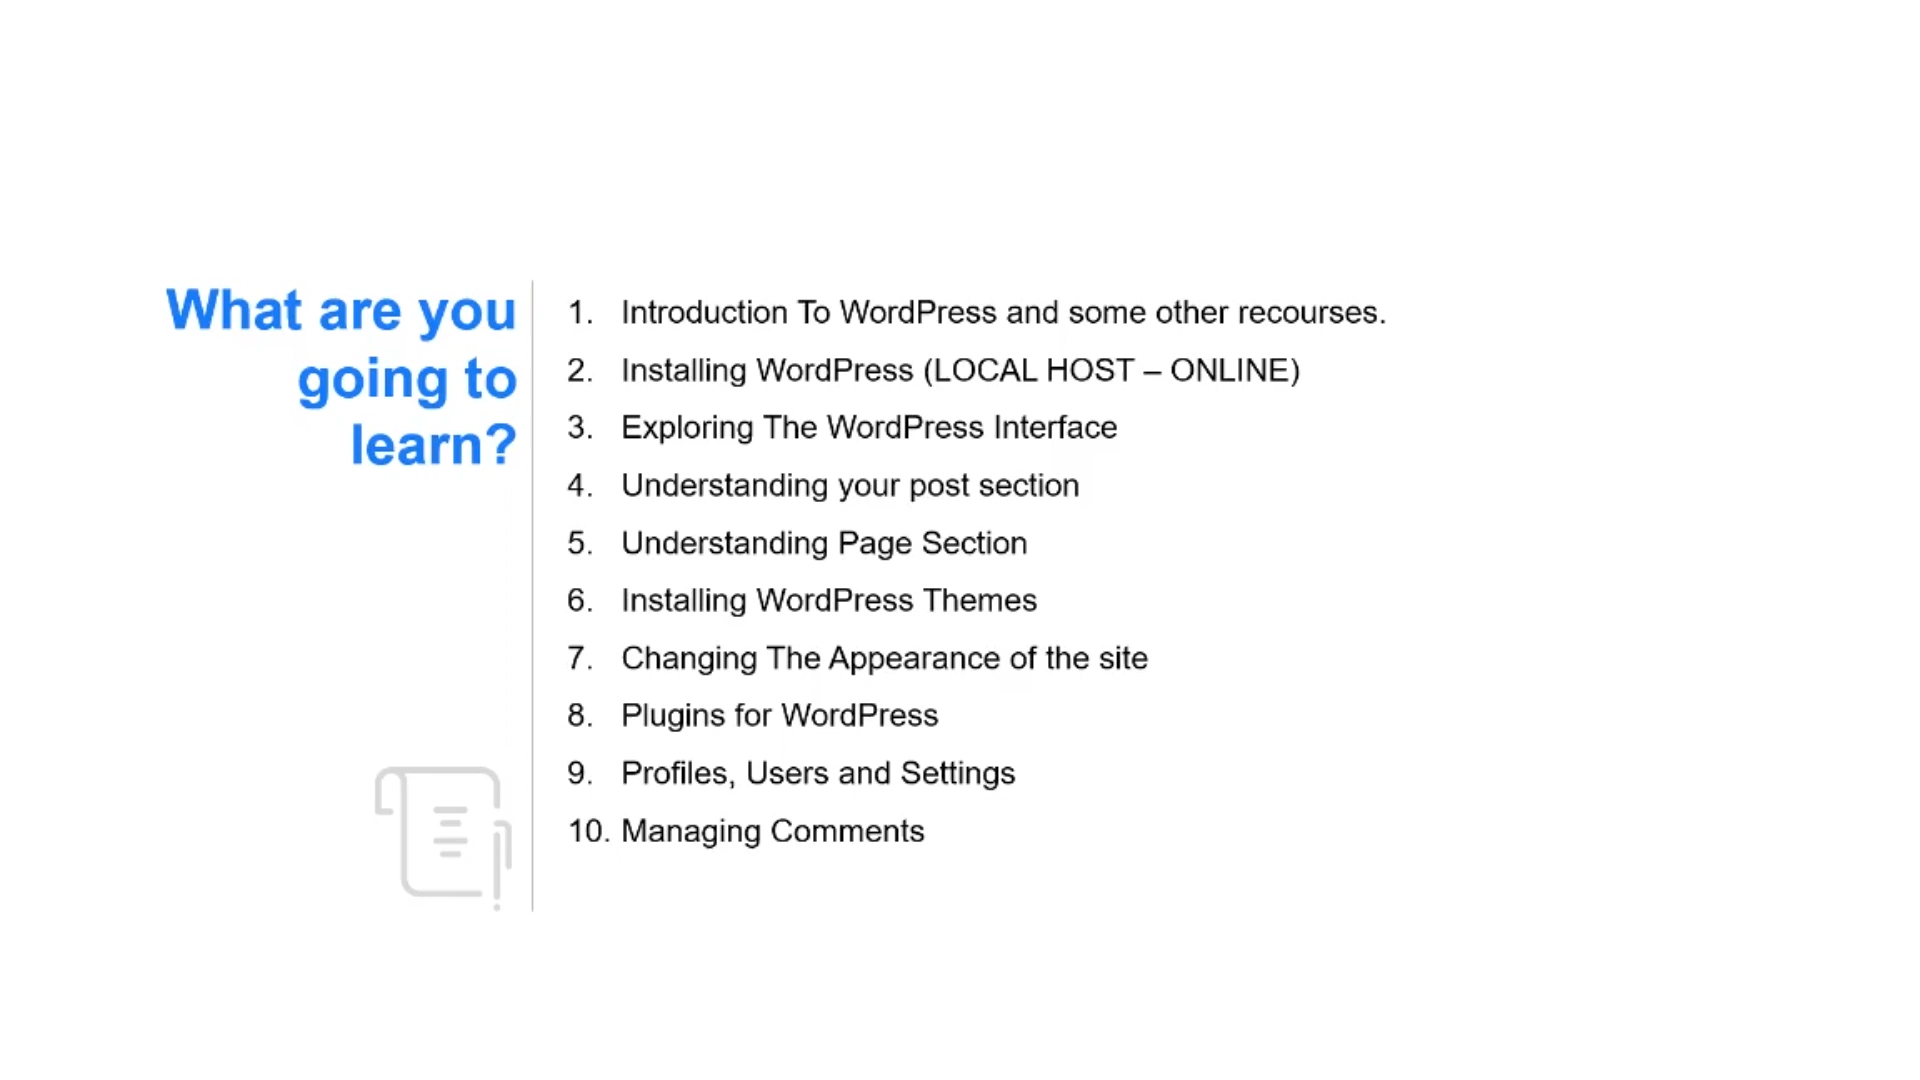 What are you
going to
learn?
1. Introduction To WordPress and some other recourses.
2. Installing WordPress (LOCAL HOST – ONLINE)
3. Exploring The WordPress Interface
4. Understanding your post section
5. Understanding Page Section
6. Installing WordPress Themes
7. Changing The Appearance of the site
8. Plugins for WordPress
9. Profiles, Users and Settings
10. Managing Comments